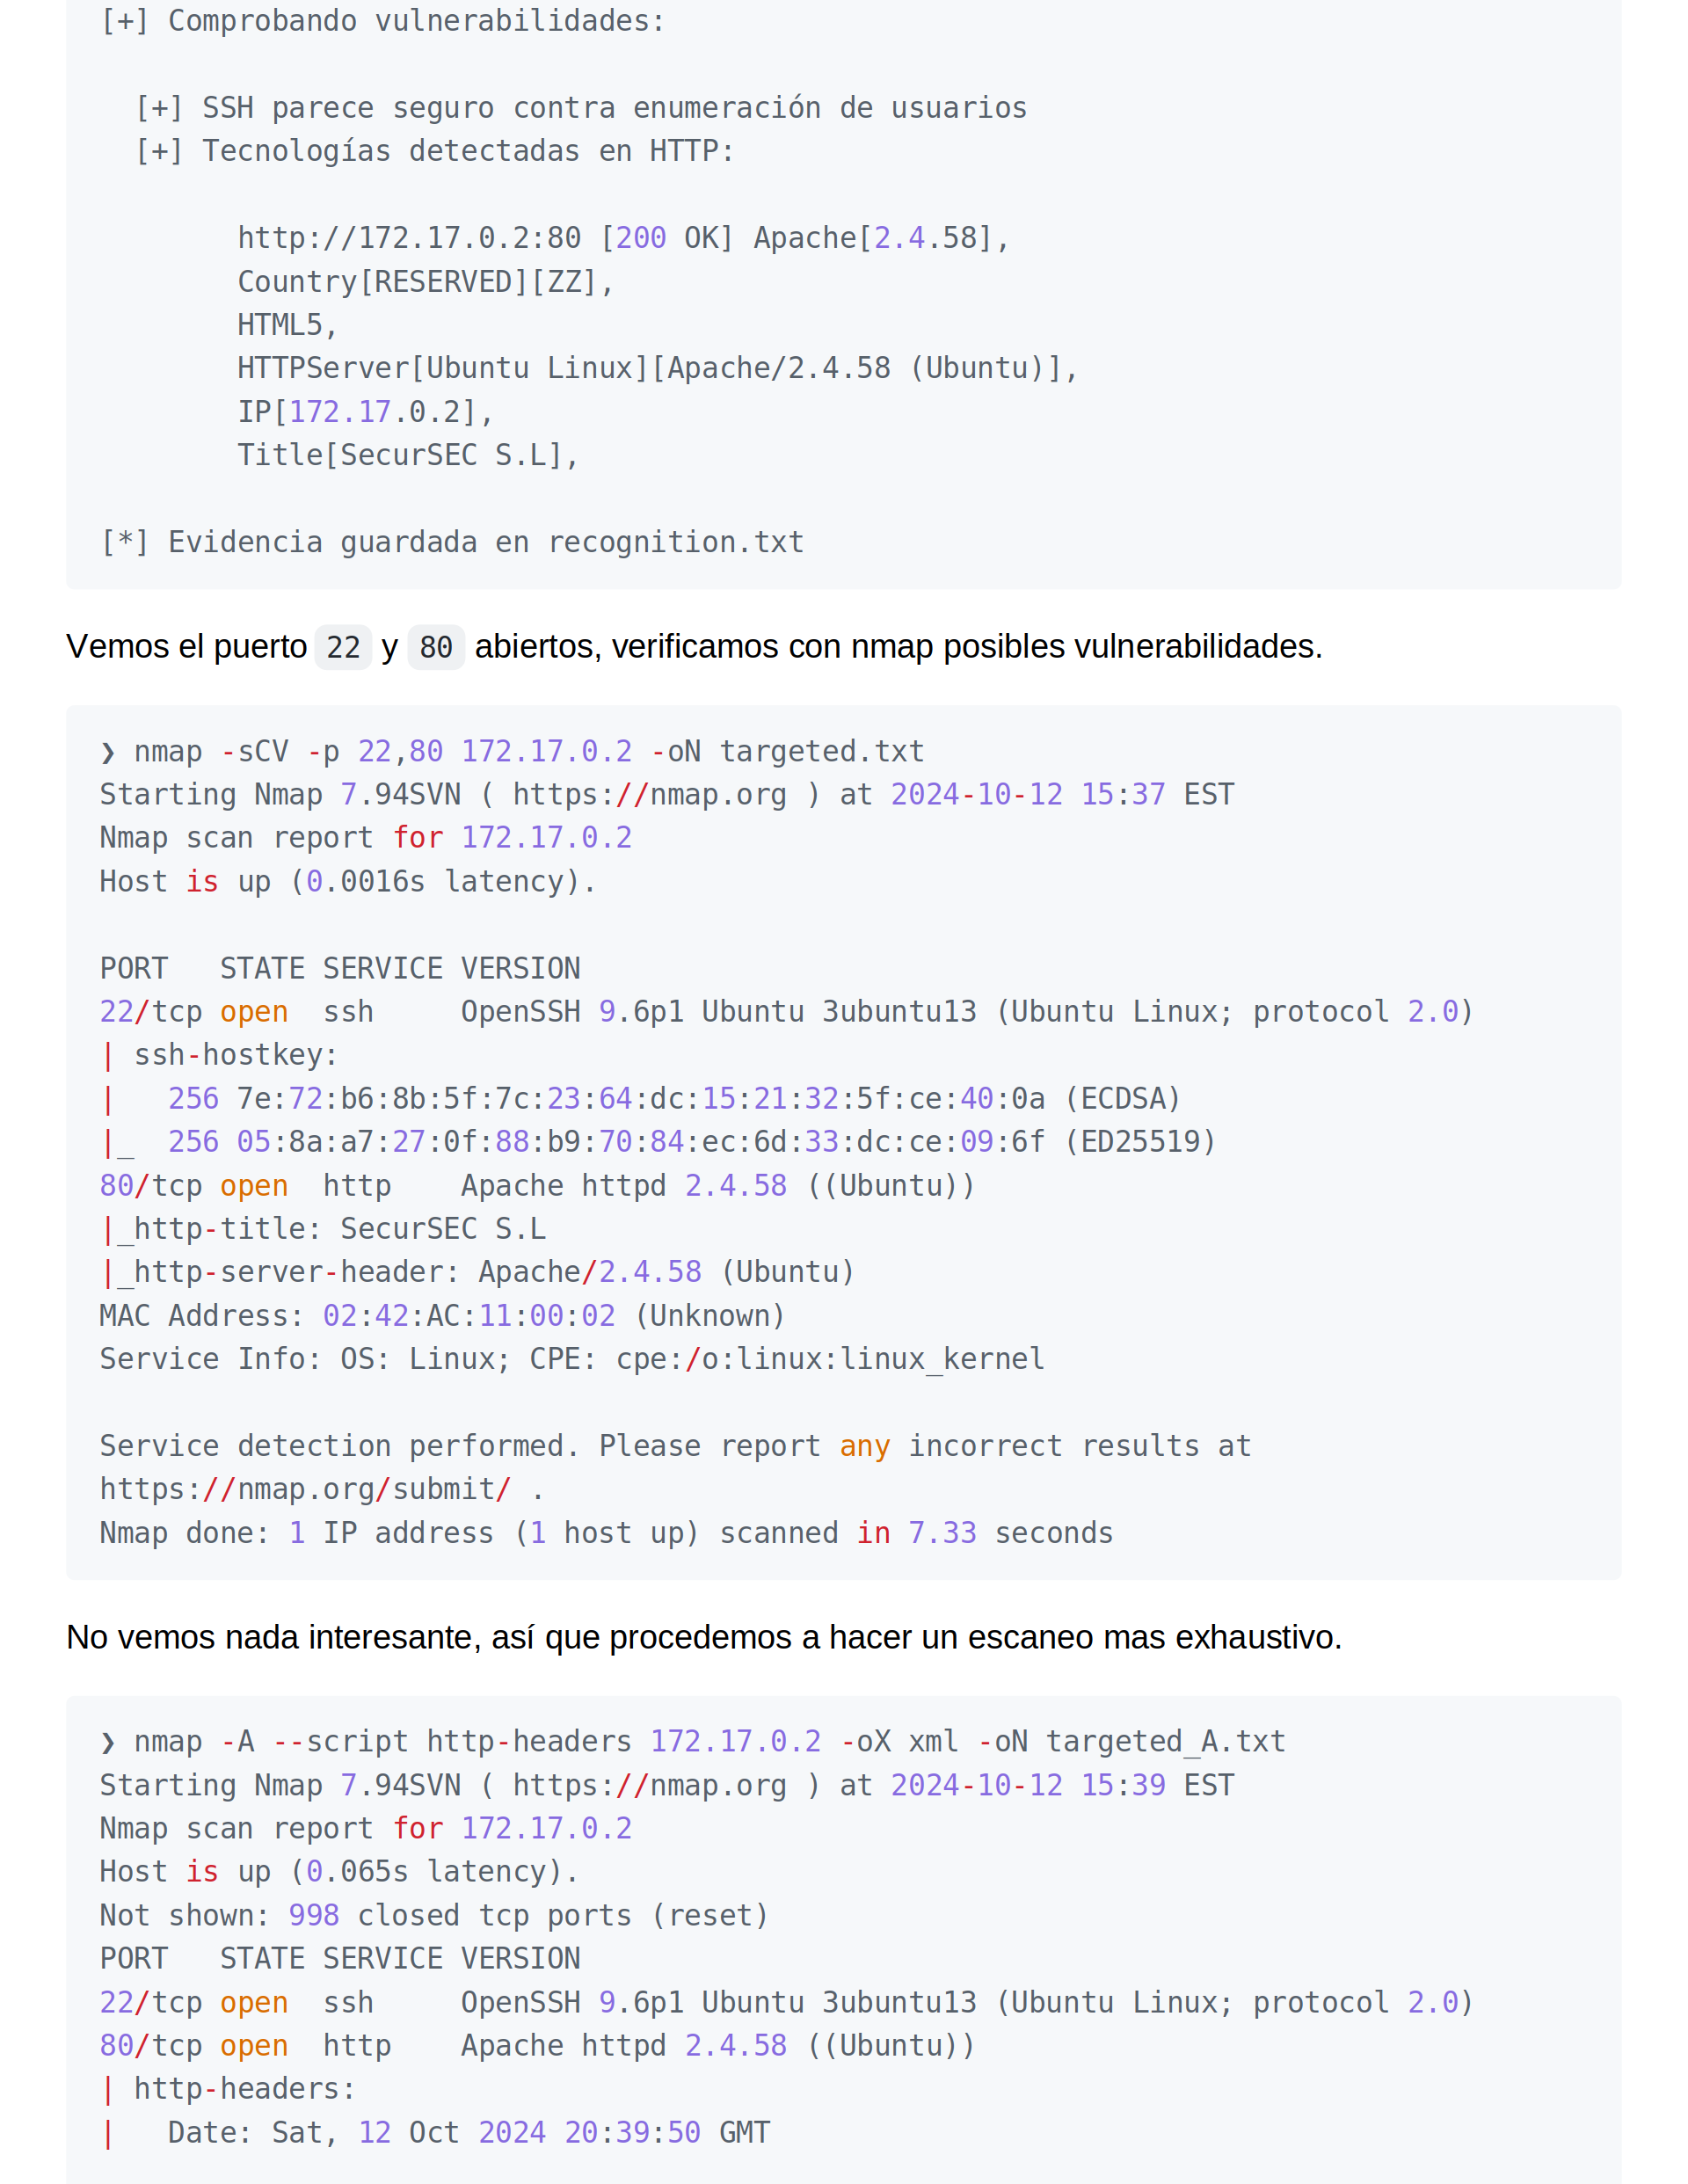 [+] Comprobando vulnerabilidades:
[+] SSH parece seguro contra enumeración de usuarios
[+] Tecnologías detectadas en HTTP:
http://172.17.0.2:80 [200 OK] Apache[2.4.58],
Country[RESERVED][ZZ],
HTML5,
HTTPServer[Ubuntu Linux][Apache/2.4.58 (Ubuntu)],
IP[172.17.0.2],
Title[SecurSEC S.L],
[*] Evidencia guardada en recognition.txt
Vemos el puerto 22 y 80 abiertos, verificamos con nmap posibles vulnerabilidades.
❯ nmap -sCV -p 22,80 172.17.0.2 -oN targeted.txt
Starting Nmap 7.94SVN ( https://nmap.org ) at 2024-10-12 15:37 EST
Nmap scan report for 172.17.0.2
Host is up (0.0016s latency).
PORT   STATE SERVICE VERSION
22/tcp open  ssh     OpenSSH 9.6p1 Ubuntu 3ubuntu13 (Ubuntu Linux; protocol 2.0)
| ssh-hostkey:
|   256 7e:72:b6:8b:5f:7c:23:64:dc:15:21:32:5f:ce:40:0a (ECDSA)
|_  256 05:8a:a7:27:0f:88:b9:70:84:ec:6d:33:dc:ce:09:6f (ED25519)
80/tcp open  http    Apache httpd 2.4.58 ((Ubuntu))
|_http-title: SecurSEC S.L
|_http-server-header: Apache/2.4.58 (Ubuntu)
MAC Address: 02:42:AC:11:00:02 (Unknown)
Service Info: OS: Linux; CPE: cpe:/o:linux:linux_kernel
Service detection performed. Please report any incorrect results at
https://nmap.org/submit/ .
Nmap done: 1 IP address (1 host up) scanned in 7.33 seconds
No vemos nada interesante, así que procedemos a hacer un escaneo mas exhaustivo.
❯ nmap -A --script http-headers 172.17.0.2 -oX xml -oN targeted_A.txt
Starting Nmap 7.94SVN ( https://nmap.org ) at 2024-10-12 15:39 EST
Nmap scan report for 172.17.0.2
Host is up (0.065s latency).
Not shown: 998 closed tcp ports (reset)
PORT   STATE SERVICE VERSION
22/tcp open  ssh     OpenSSH 9.6p1 Ubuntu 3ubuntu13 (Ubuntu Linux; protocol 2.0)
80/tcp open  http    Apache httpd 2.4.58 ((Ubuntu))
| http-headers:
|   Date: Sat, 12 Oct 2024 20:39:50 GMT